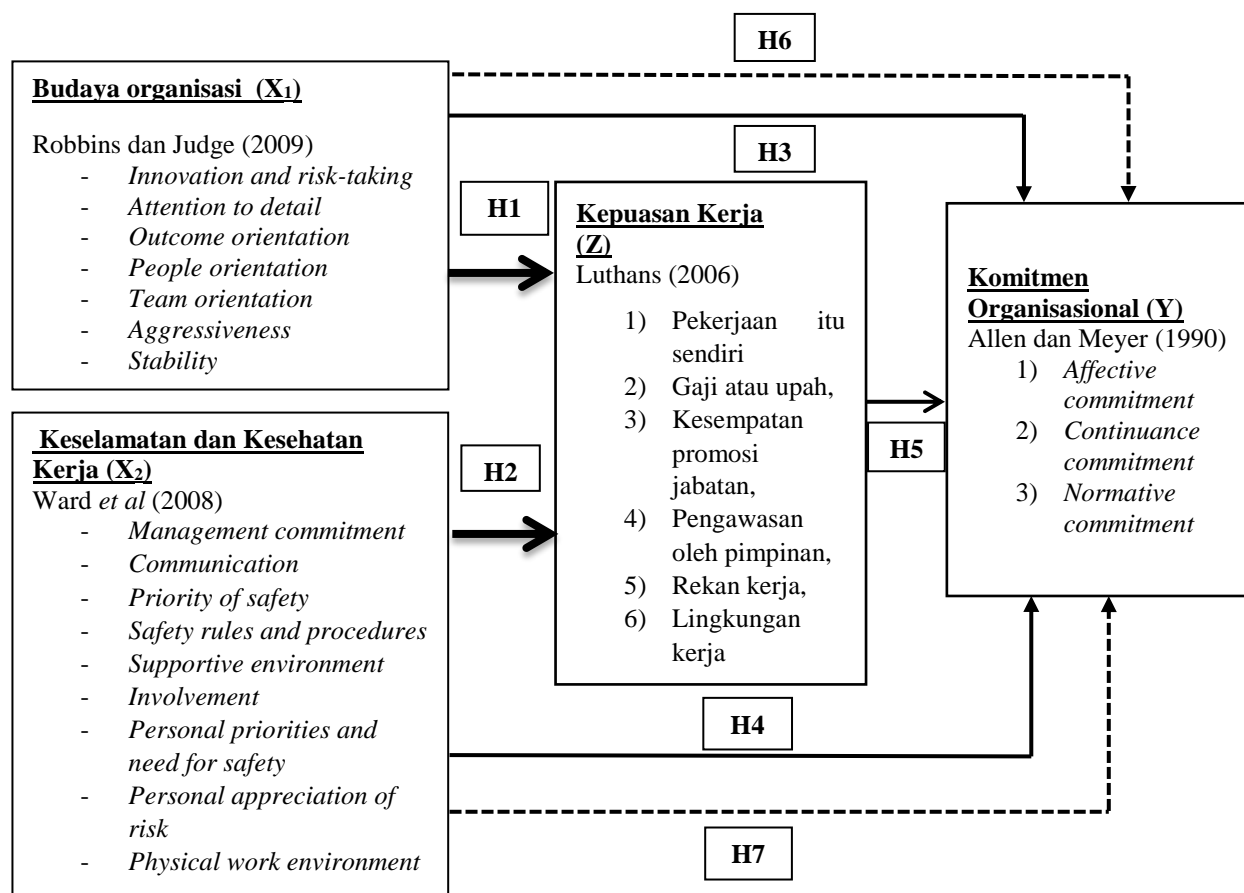 H6
Budaya organisasi (X1)
Robbins dan Judge (2009)
- Innovation and risk-taking
- Attention to detail
- Outcome orientation
- People orientation
- Team orientation
- Aggressiveness
- Stability
H1
H3
Kepuasan Kerja
(Z)
Luthans (2006)
1) Pekerjaan itu
sendiri
2) Gaji atau upah,
3) Kesempatan
promosi
jabatan,
4) Pengawasan
oleh pimpinan,
5) Rekan kerja,
6) Lingkungan
kerja
Komitmen
Organisasional (Y)
Allen dan Meyer (1990)
1) Affective
commitment
2) Continuance
commitment
3) Normative
commitment
H5
Keselamatan dan Kesehatan
Kerja (X2)
Ward et al (2008)
- Management commitment
- Communication
- Priority of safety
- Safety rules and procedures
- Supportive environment
- Involvement
- Personal priorities and
need for safety
- Personal appreciation of
risk
- Physical work environment
H2
H4
H7